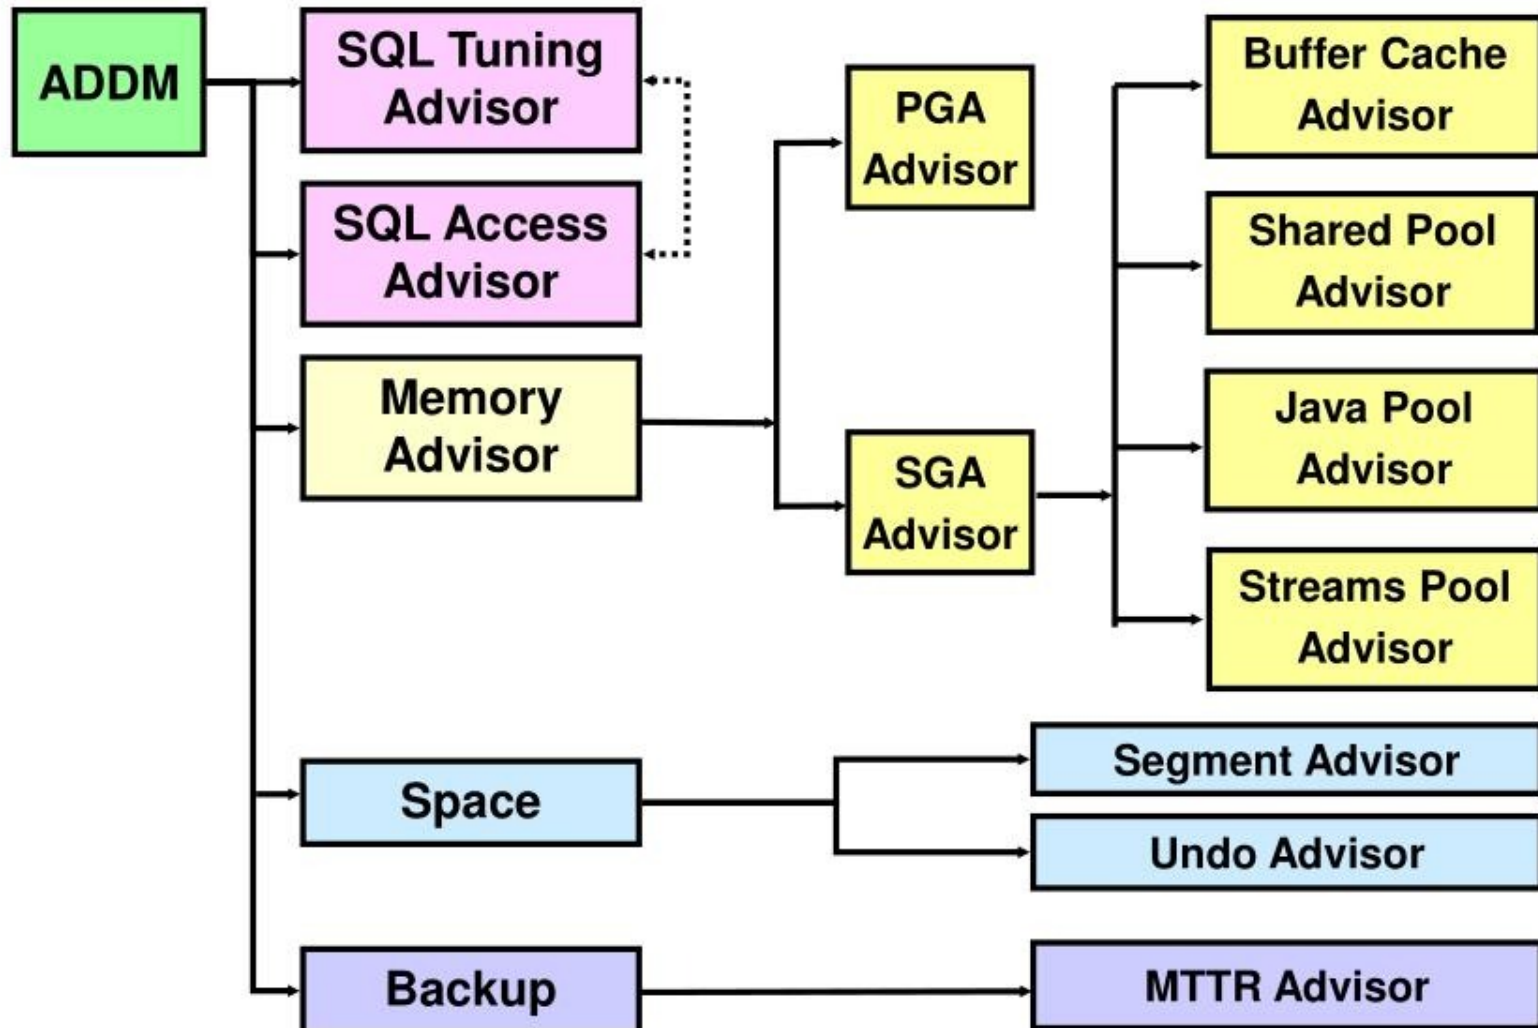 ADDM
SQL Tuning
Advisor
SQL Access
Advisor
Memory
Advisor
Space
Backup
PGA
Advisor
SGA
Advisor
Buffer Cache
Advisor
Shared Pool
Advisor
Java Pool
Advisor
Streams Pool
Advisor
Segment Advisor
Undo Advisor
MTTR Advisor